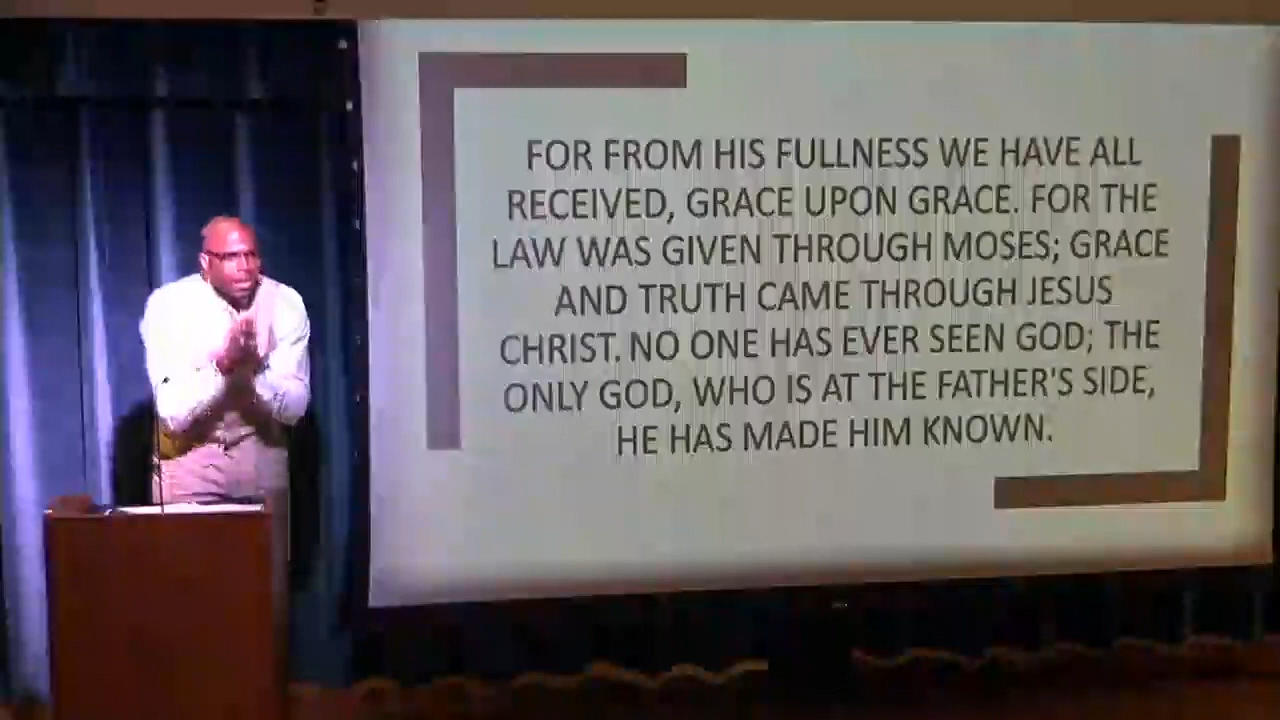 FOR FROM HIS FULLNESS WE HAVE ALL
RECEIVED, GRACE UPON GRACE. FOR THE
LAW WAS GIVEN THROUGH MOSES; GRACE
AND TRUTH CAME THROUGH JESUS
CHRIST. NO ONE HAS EVER SEEN GOD; THE
ONLY GOD, WHO IS AT THE FATHER'S SIDE,
HE HAS MADE HIM KNOWN.